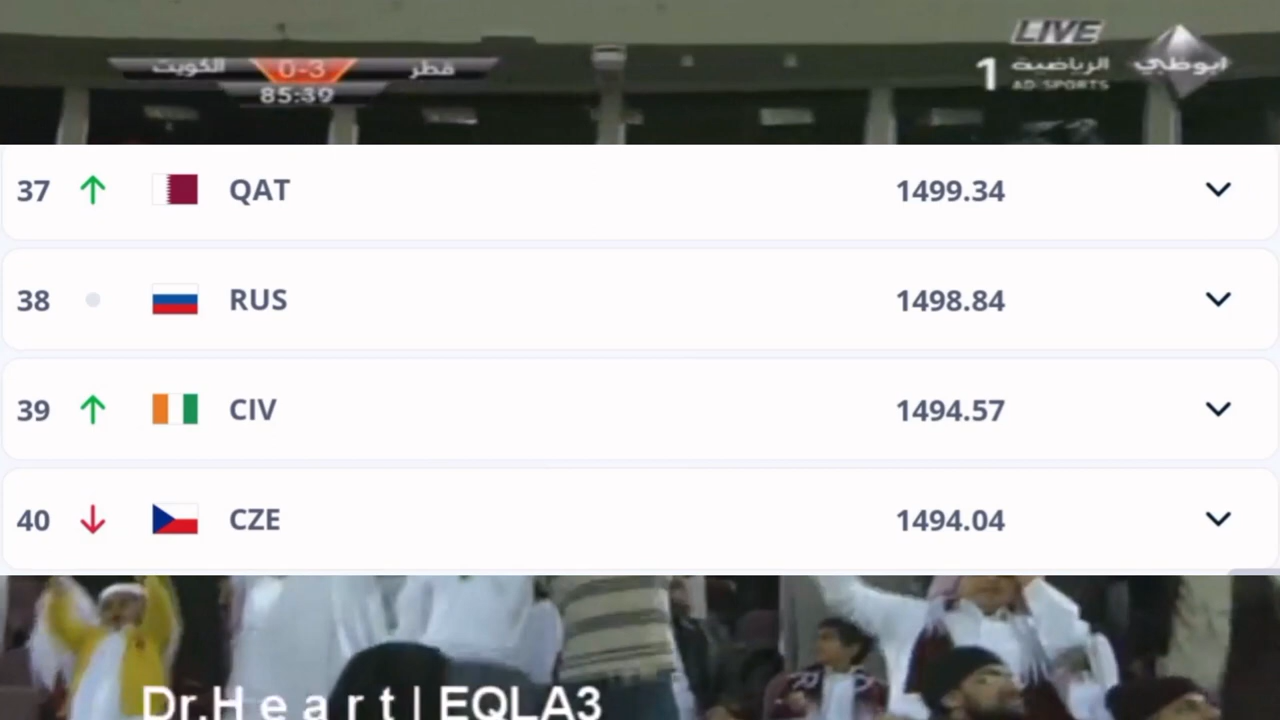 LIVE
الكويت 0-3 قطر
85:39
1 الرياضية
AD SPORTS
ابوظبي
37 QAT 1499.34
38 RUS 1498.84
39 CIV 1494.57
40 CZE 1494.04
Dr.H e a r t | EQLA3